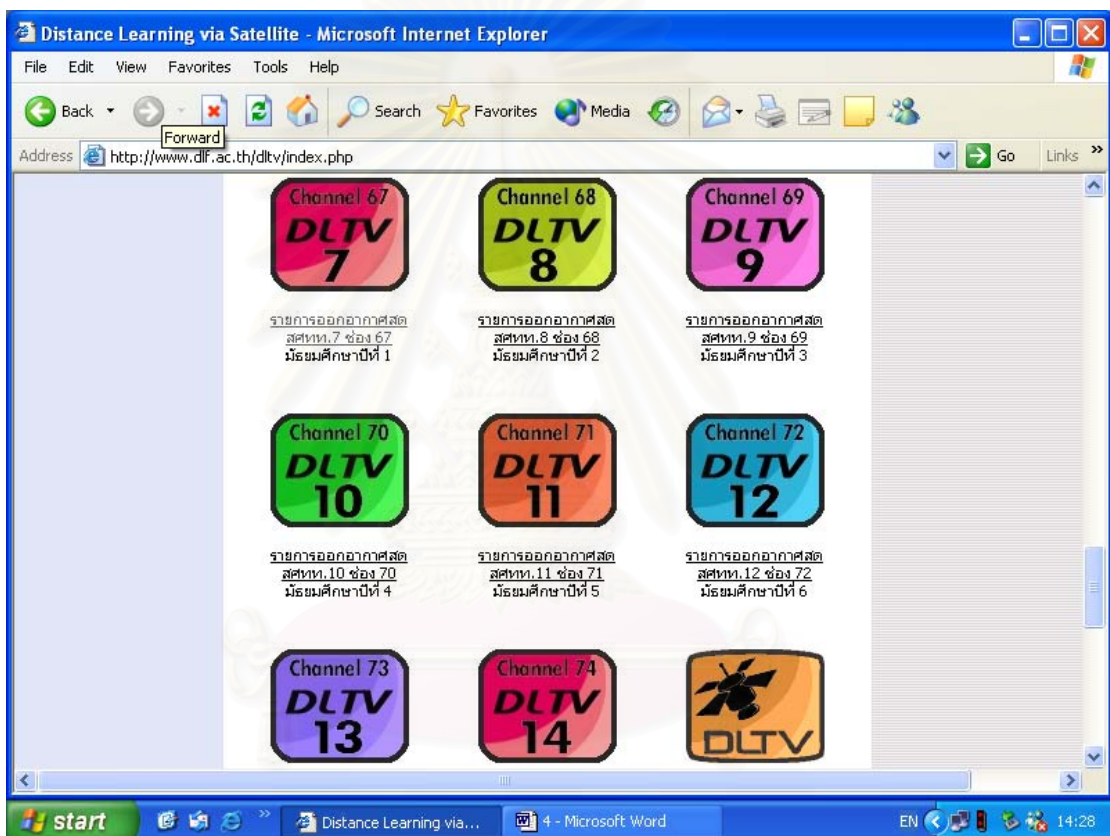 Distance Learning via Satellite - Microsoft Internet Explorer
File Edit View Favorites Tools Help
Back Search Favorites Media
Forward
Address http://www.dlf.ac.th/dltv/index.php Go Links »
Channel 67 Channel 68 Channel 69
DLTV DLTV DLTV
7 8 9
รายการออกอากาศสด รายการออกอากาศสด รายการออกอากาศสด
สศทท.7 ช่อง 67 สศทท.8 ช่อง 68 สศทท.9 ช่อง 69
มัธยมศึกษาปีที่ 1 มัธยมศึกษาปีที่ 2 มัธยมศึกษาปีที่ 3
Channel 70 Channel 71 Channel 72
DLTV DLTV DLTV
10 11 12
รายการออกอากาศสด รายการออกอากาศสด รายการออกอากาศสด
สศทท.10 ช่อง 70 สศทท.11 ช่อง 71 สศทท.12 ช่อง 72
มัธยมศึกษาปีที่ 4 มัธยมศึกษาปีที่ 5 มัธยมศึกษาปีที่ 6
Channel 73 Channel 74
DLTV DLTV DLTV
13 14
start » Distance Learning via... 4 - Microsoft Word EN 14:28